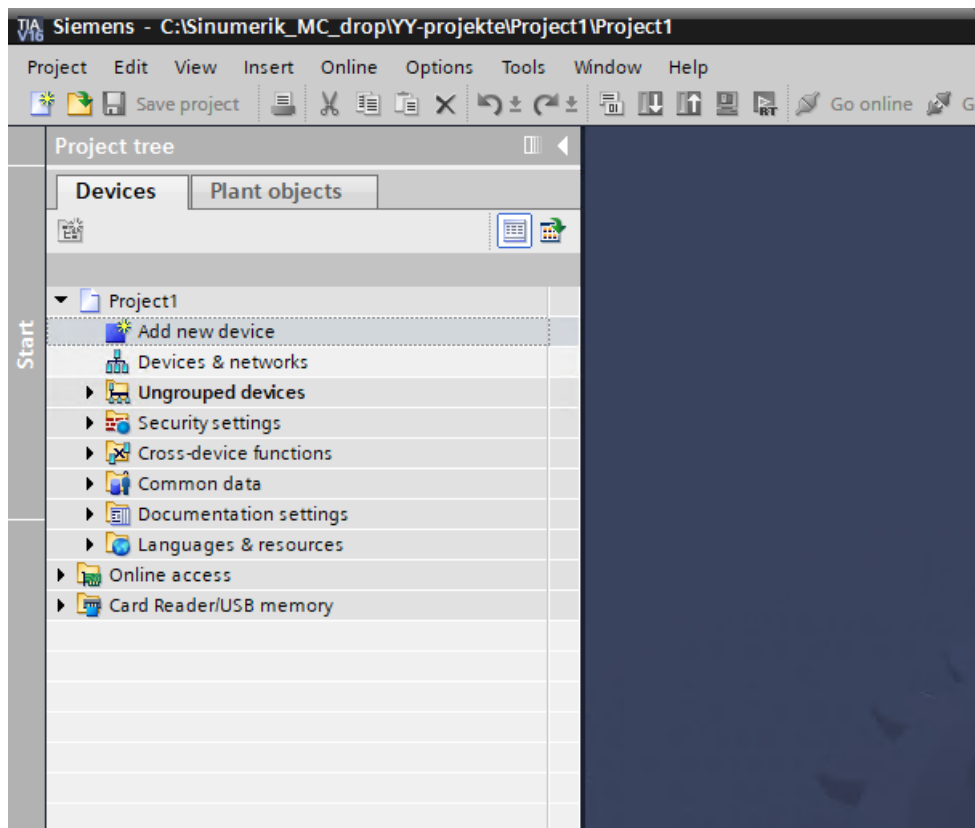 TIA V16 Siemens - C:\Sinumerik_MC_drop\YY-projekte\Project1\Project1
Project Edit View Insert Online Options Tools Window Help
Save project Go online G
Project tree
Devices Plant objects
Start
Project1
Add new device
Devices & networks
Ungrouped devices
Security settings
Cross-device functions
Common data
Documentation settings
Languages & resources
Online access
Card Reader/USB memory